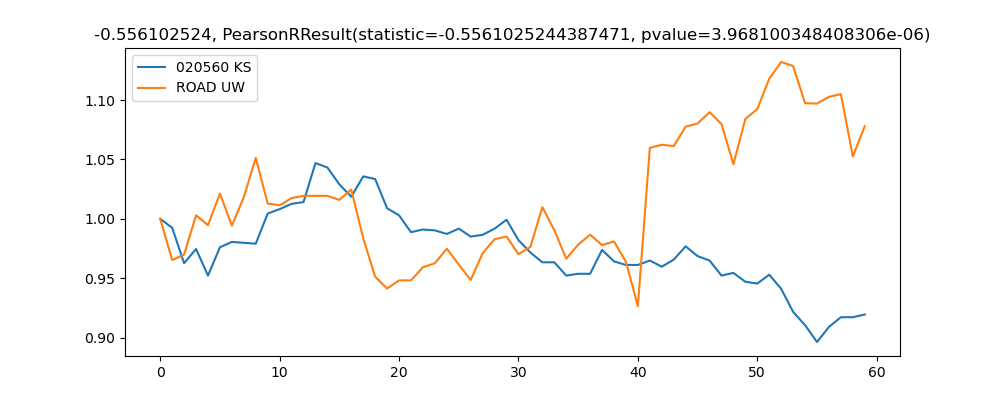 -0.556102524, PearsonRResult(statistic=-0.5561025244387471, pvalue=3.968100348408306e-06)
020560 KS
ROAD UW
1.10
1.05
1.00
0.95
0.90
0 10 20 30 40 50 60